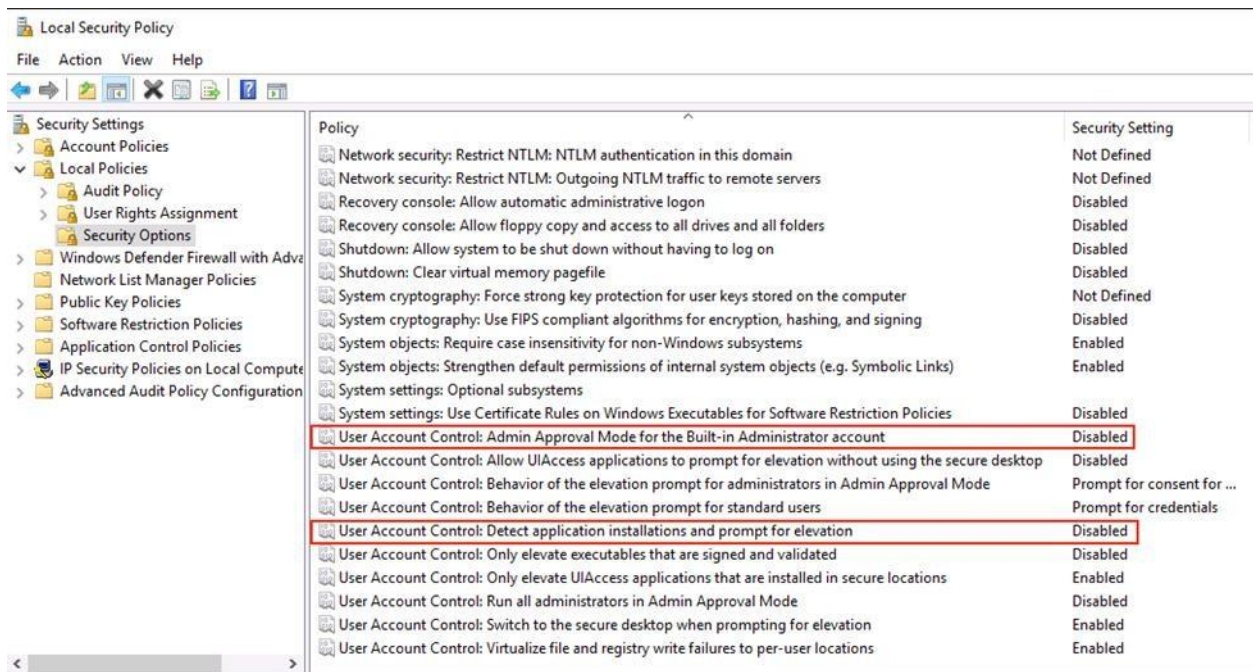 Local Security Policy
File Action View Help
Security Settings
Account Policies
Local Policies
Audit Policy
User Rights Assignment
Security Options
Windows Defender Firewall with Adva
Network List Manager Policies
Public Key Policies
Software Restriction Policies
Application Control Policies
IP Security Policies on Local Compute
Advanced Audit Policy Configuration
Policy Security Setting
Network security: Restrict NTLM: NTLM authentication in this domain Not Defined
Network security: Restrict NTLM: Outgoing NTLM traffic to remote servers Not Defined
Recovery console: Allow automatic administrative logon Disabled
Recovery console: Allow floppy copy and access to all drives and all folders Disabled
Shutdown: Allow system to be shut down without having to log on Disabled
Shutdown: Clear virtual memory pagefile Disabled
System cryptography: Force strong key protection for user keys stored on the computer Not Defined
System cryptography: Use FIPS compliant algorithms for encryption, hashing, and signing Disabled
System objects: Require case insensitivity for non-Windows subsystems Enabled
System objects: Strengthen default permissions of internal system objects (e.g. Symbolic Links) Enabled
System settings: Optional subsystems
System settings: Use Certificate Rules on Windows Executables for Software Restriction Policies Disabled
User Account Control: Admin Approval Mode for the Built-in Administrator account Disabled
User Account Control: Allow UIAccess applications to prompt for elevation without using the secure desktop Disabled
User Account Control: Behavior of the elevation prompt for administrators in Admin Approval Mode Prompt for consent for ...
User Account Control: Behavior of the elevation prompt for standard users Prompt for credentials
User Account Control: Detect application installations and prompt for elevation Disabled
User Account Control: Only elevate executables that are signed and validated Disabled
User Account Control: Only elevate UIAccess applications that are installed in secure locations Enabled
User Account Control: Run all administrators in Admin Approval Mode Disabled
User Account Control: Switch to the secure desktop when prompting for elevation Enabled
User Account Control: Virtualize file and registry write failures to per-user locations Enabled